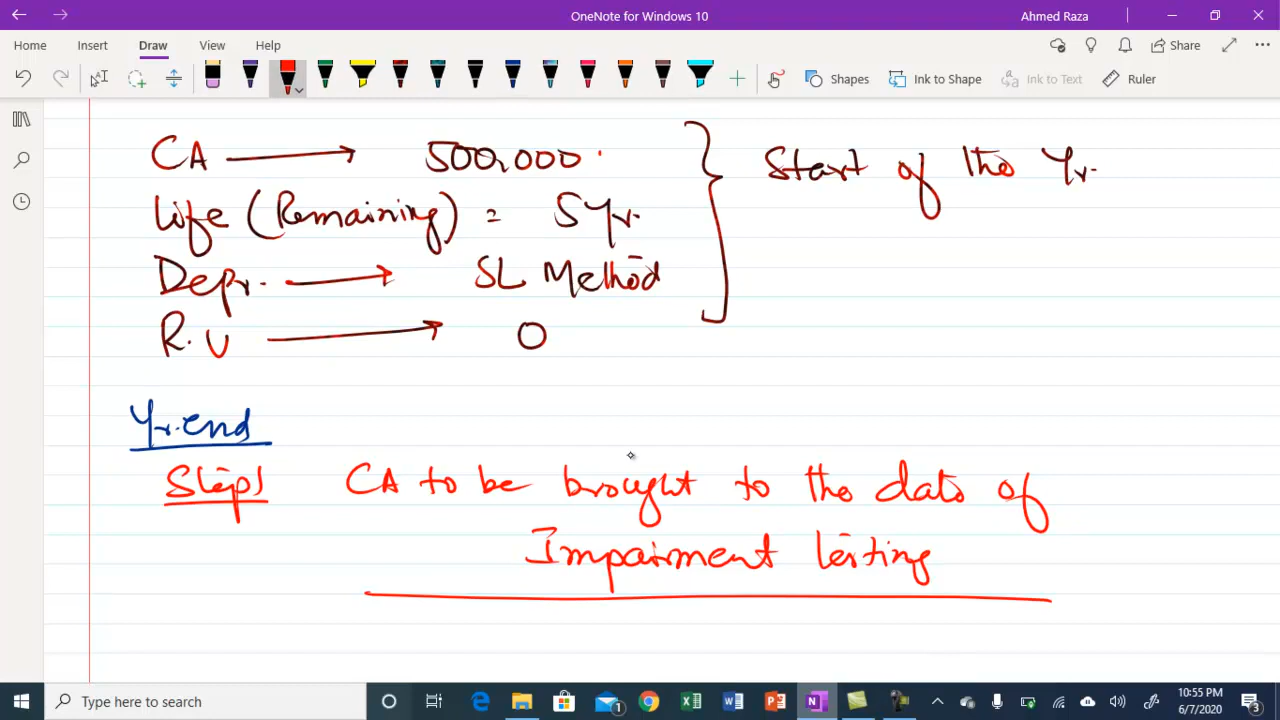 OneNote for Windows 10
Ahmed Raza
Home Insert Draw View Help
Share
Shapes Ink to Shape Ink to Text Ruler
CA → 500,000
Start of the Yr.
life (Remaining) = 5 Yr.
Depr. → SL Method
R.V → 0
Yr.end
Step1 CA to be brought to the date of
Impairment testing
Type here to search
1
10:55 PM
6/7/2020
3